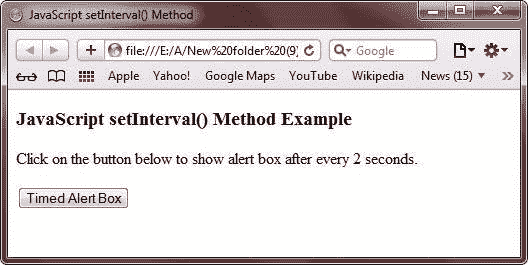 JavaScript setInterval() Method
file:///E:/A/New%20folder%20(9)
Google
Apple Yahoo! Google Maps YouTube Wikipedia News (15)
JavaScript setInterval() Method Example
Click on the button below to show alert box after every 2 seconds.
Timed Alert Box